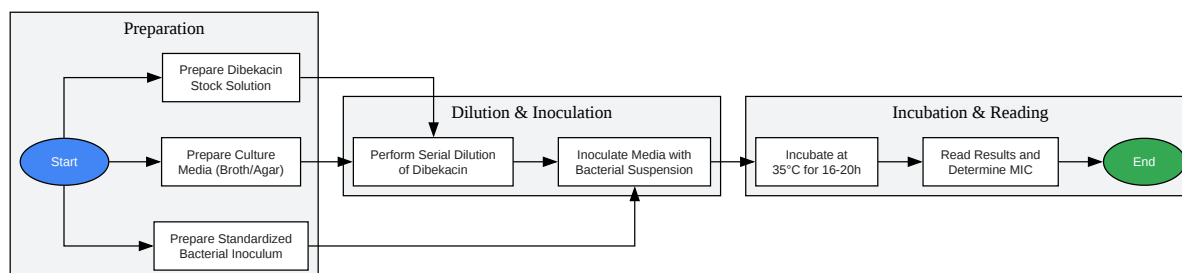 Preparation
Start
Prepare Dibekacin
Stock Solution
Prepare Culture
Media (Broth/Agar)
Prepare Standardized
Bacterial Inoculum
Dilution & Inoculation
Perform Serial Dilution
of Dibekacin
Inoculate Media with
Bacterial Suspension
Incubation & Reading
Incubate at
35°C for 16-20h
Read Results and
Determine MIC
End